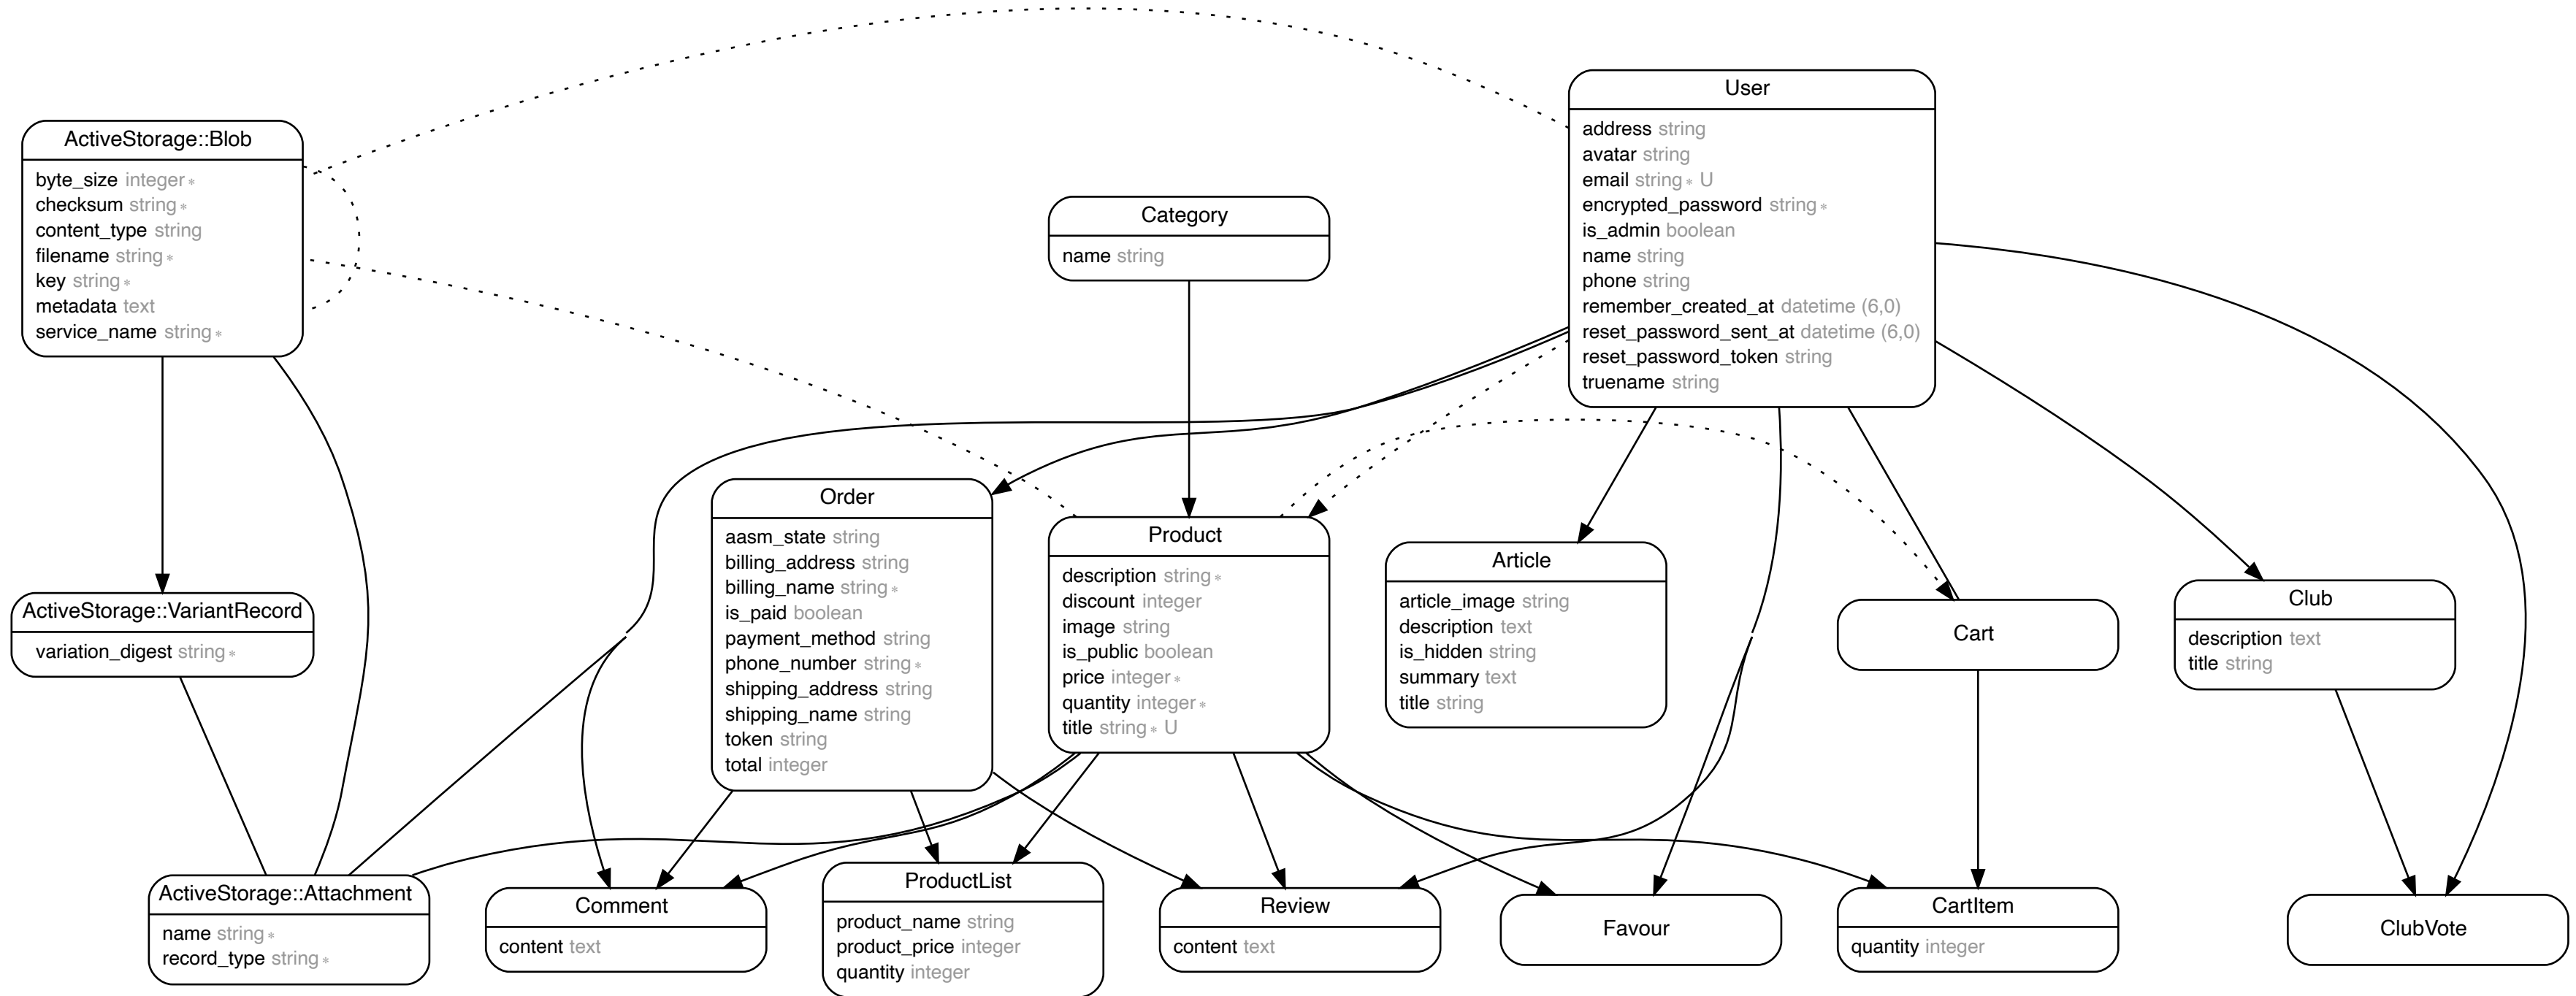 User
address string
avatar string
email string* U
encrypted_password string*
is_admin boolean
name string
phone string
remember_created_at datetime (6,0)
reset_password_sent_at datetime (6,0)
reset_password_token string
truename string
ActiveStorage::Blob
byte_size integer*
checksum string*
content_type string
filename string*
key string*
metadata text
service_name string*
Category
name string
Order
aasm_state string
billing_address string
billing_name string*
is_paid boolean
payment_method string
phone_number string*
shipping_address string
shipping_name string
token string
total integer
Product
description string*
discount integer
image string
is_public boolean
price integer*
quantity integer*
title string* U
Article
article_image string
description text
is_hidden string
summary text
title string
Cart
Club
description text
title string
ActiveStorage::VariantRecord
variation_digest string*
ActiveStorage::Attachment
name string*
record_type string*
Comment
content text
ProductList
product_name string
product_price integer
quantity integer
Review
content text
Favour
CartItem
quantity integer
ClubVote